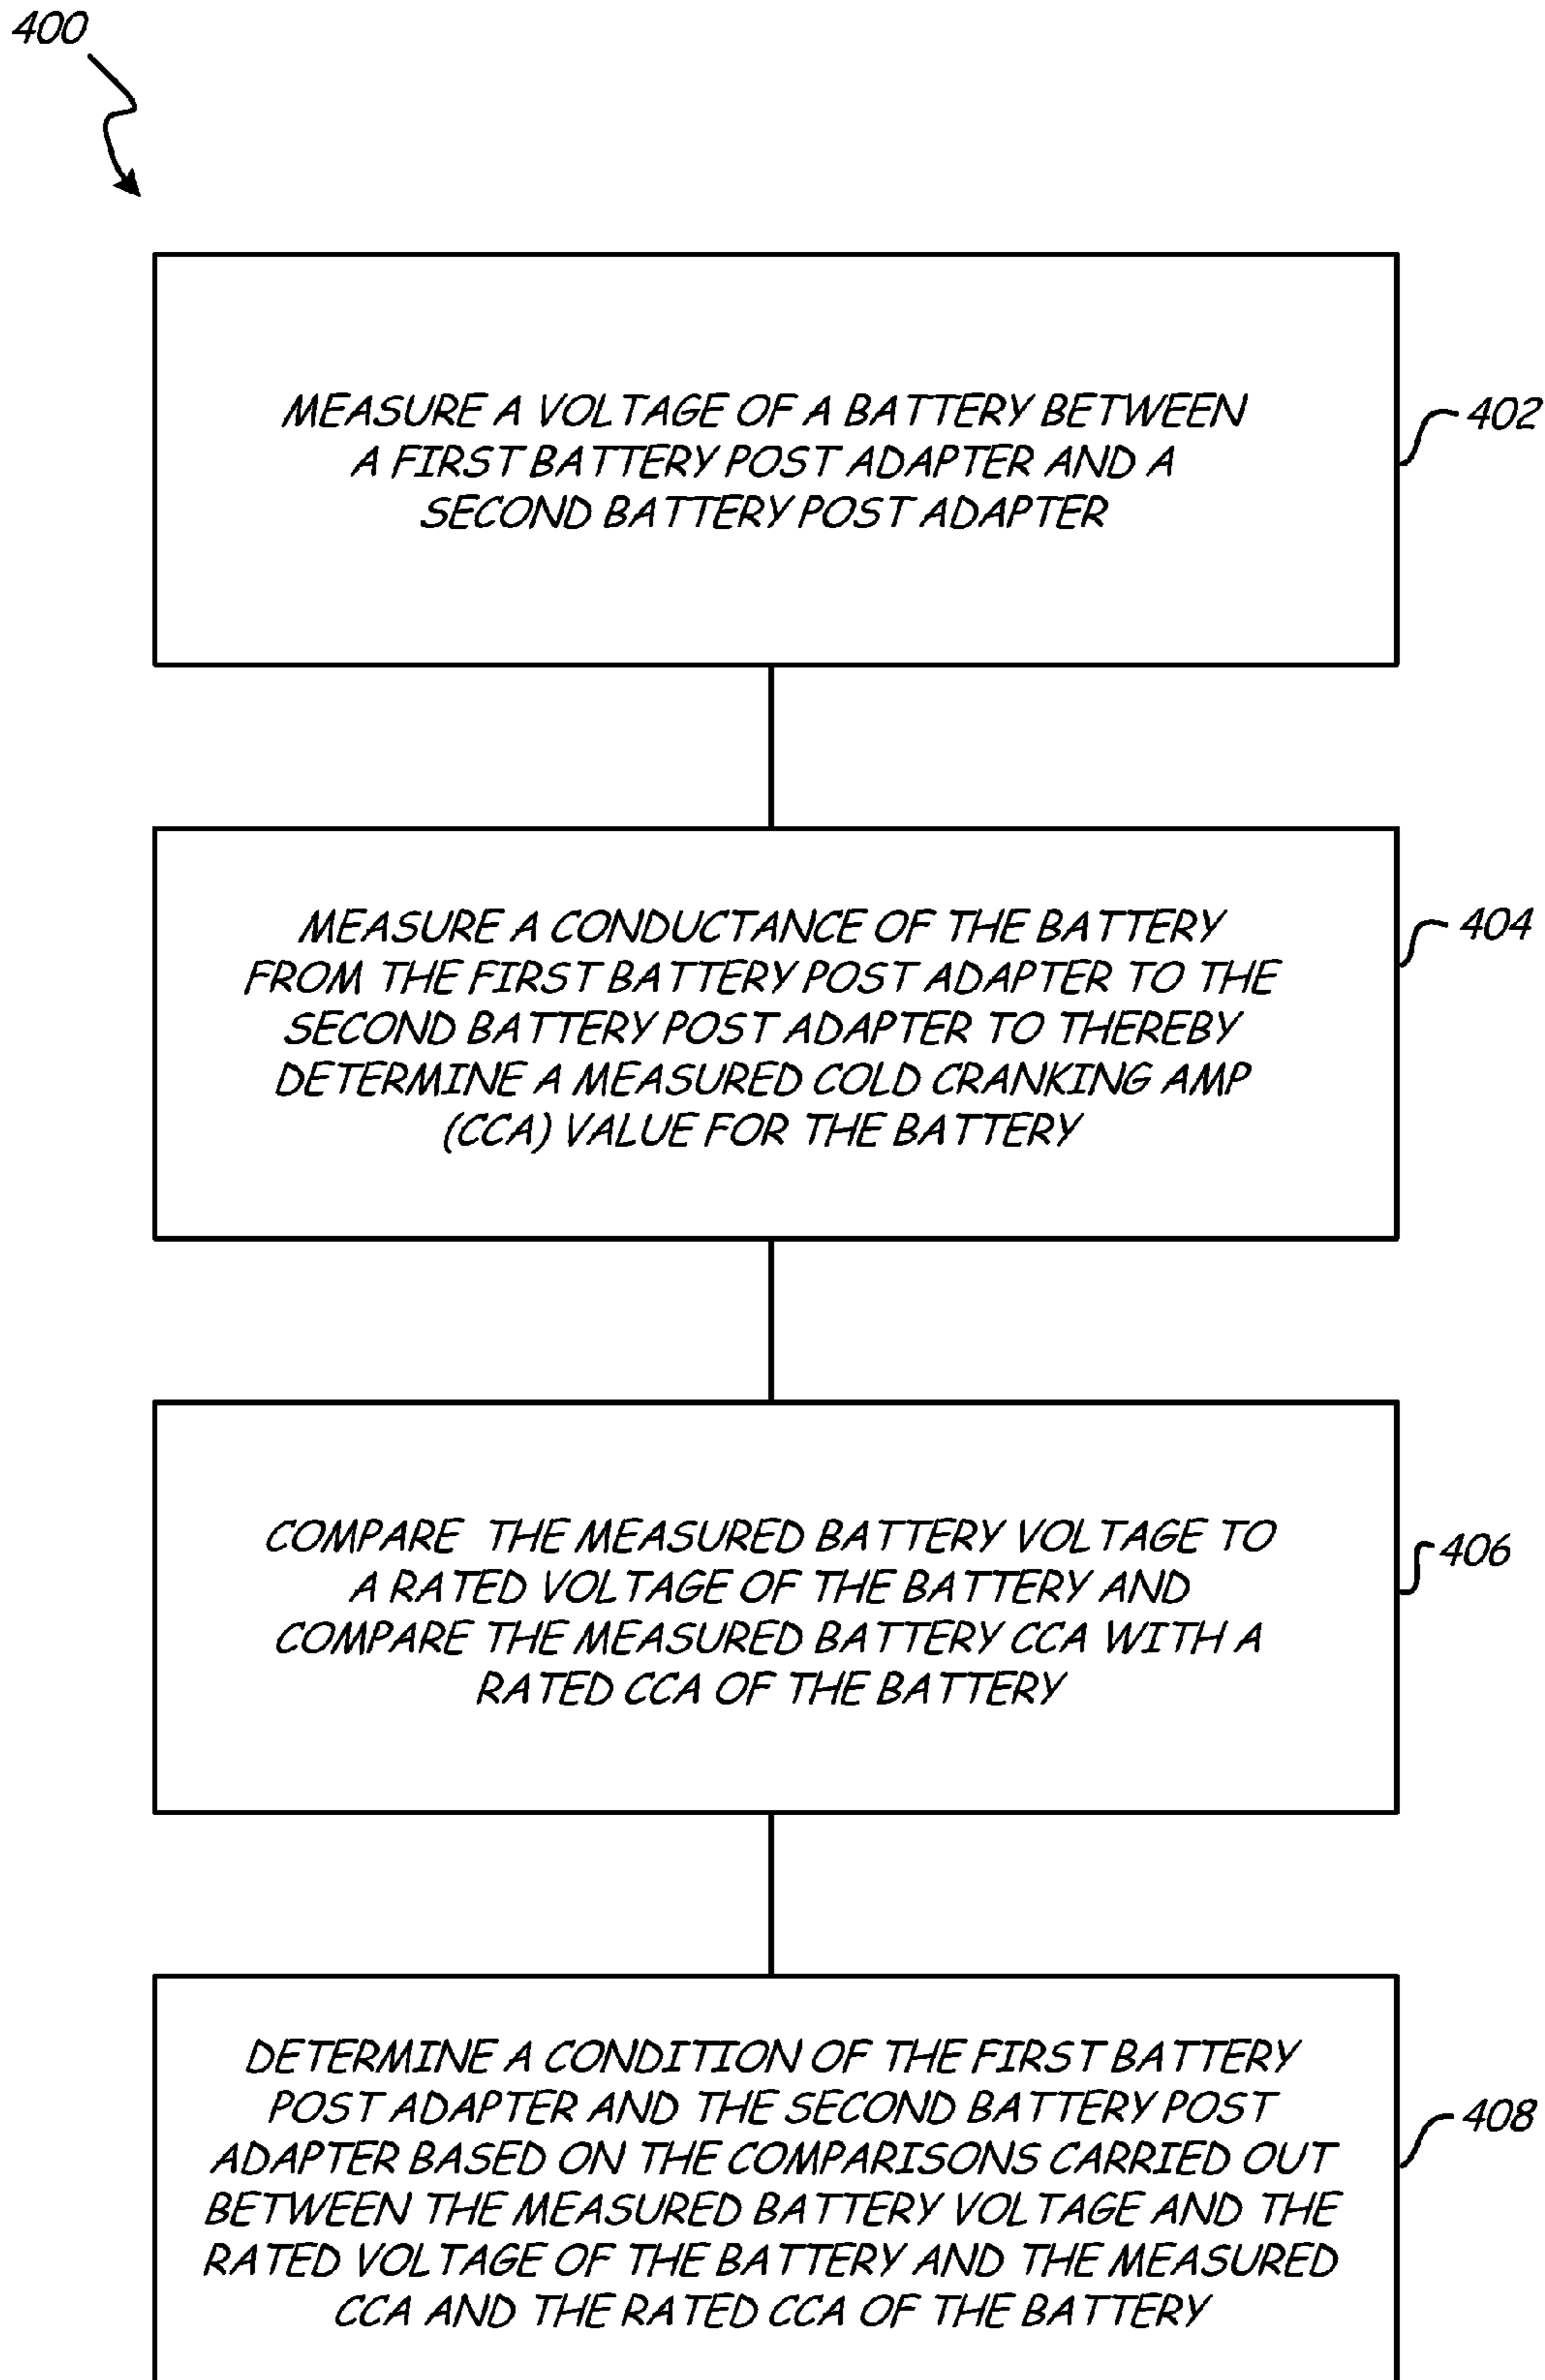 400
MEASURE A VOLTAGE OF A BATTERY BETWEEN
A FIRST BATTERY POST ADAPTER AND A
SECOND BATTERY POST ADAPTER
402
MEASURE A CONDUCTANCE OF THE BATTERY
FROM THE FIRST BATTERY POST ADAPTER TO THE
SECOND BATTERY POST ADAPTER TO THEREBY
DETERMINE A MEASURED COLD CRANKING AMP
(CCA) VALUE FOR THE BATTERY
404
COMPARE THE MEASURED BATTERY VOLTAGE TO
A RATED VOLTAGE OF THE BATTERY AND
COMPARE THE MEASURED BATTERY CCA WITH A
RATED CCA OF THE BATTERY
406
DETERMINE A CONDITION OF THE FIRST BATTERY
POST ADAPTER AND THE SECOND BATTERY POST
ADAPTER BASED ON THE COMPARISONS CARRIED OUT
BETWEEN THE MEASURED BATTERY VOLTAGE AND THE
RATED VOLTAGE OF THE BATTERY AND THE MEASURED
CCA AND THE RATED CCA OF THE BATTERY
408